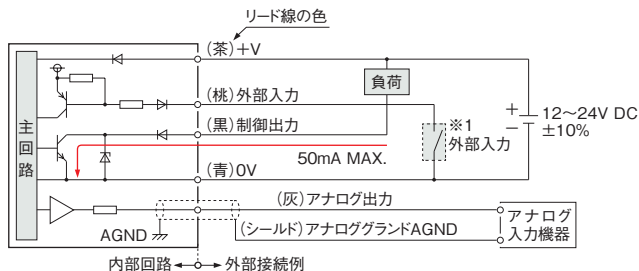 リード線の色
(茶)+V
負荷
(桃)外部入力
主回路
(黒)制御出力
+
−
12〜24V DC
±10%
※1
外部入力
50mA MAX.
(青)0V
(灰)アナログ出力
AGND
(シールド)アナロググランドAGND
アナログ
入力機器
内部回路
外部接続例